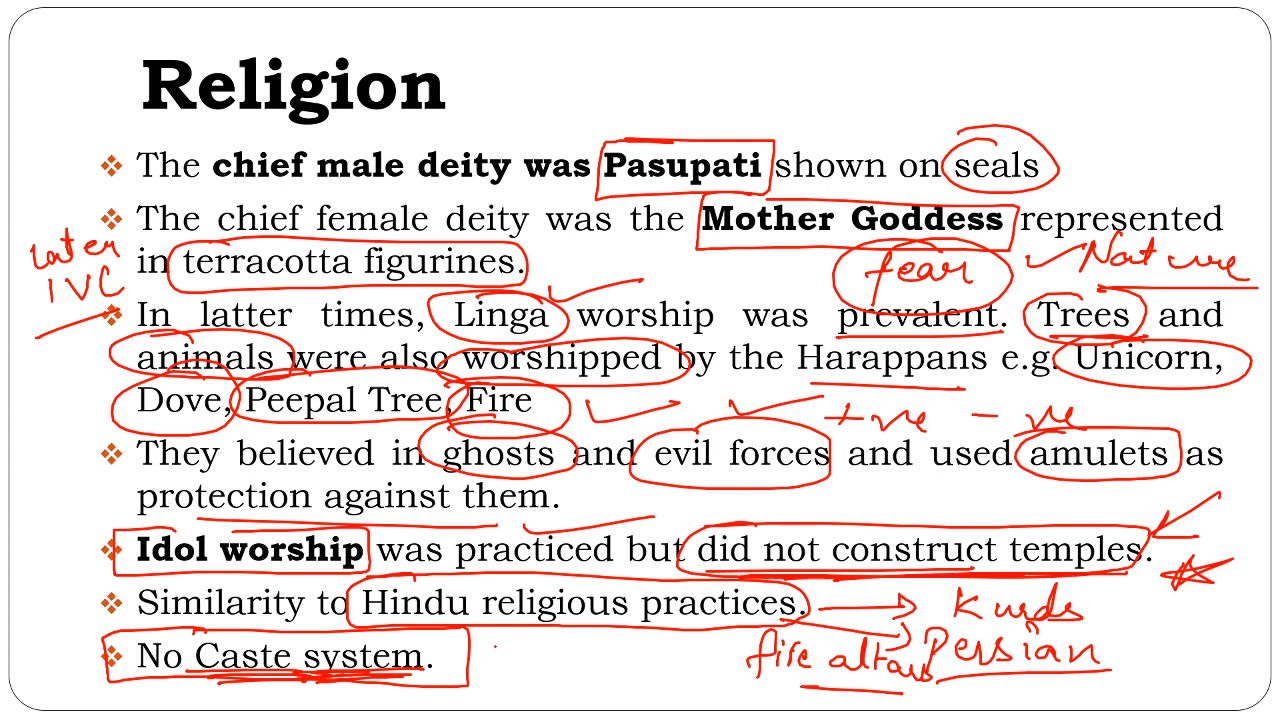 Religion
❖ The chief male deity was Pasupati shown on seals
❖ The chief female deity was the Mother Goddess represented
in terracotta figurines.
later
IVC
fear
Nature
❖ In latter times, Linga worship was prevalent. Trees and
animals were also worshipped by the Harappans e.g. Unicorn,
Dove, Peepal Tree, Fire
+ve -ve
❖ They believed in ghosts and evil forces and used amulets as
protection against them.
❖ Idol worship was practiced but did not construct temples.
❖ Similarity to Hindu religious practices.
Kurds
❖ No Caste system.
fire altars
Persian